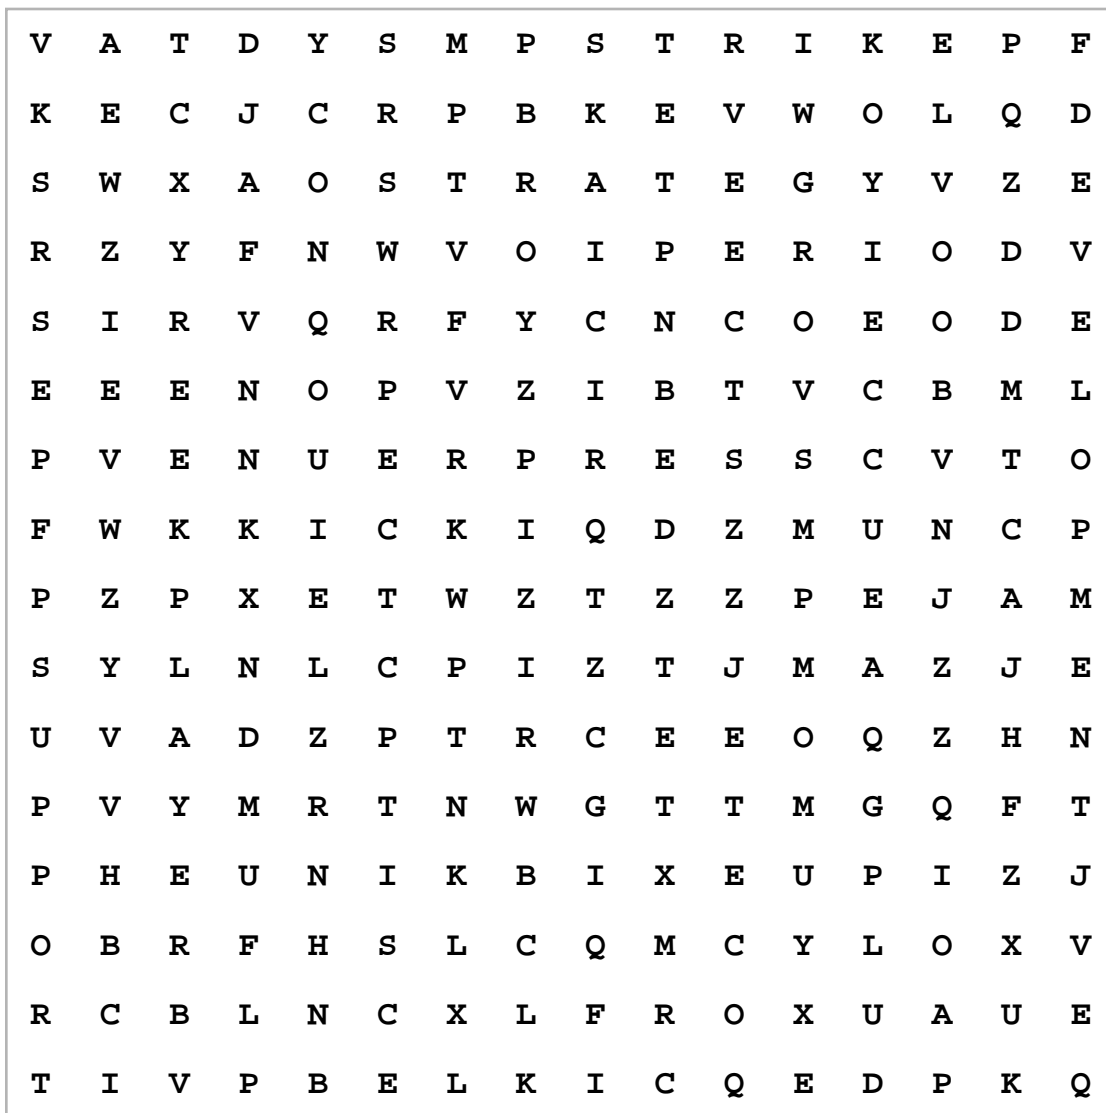 V A T D Y S M P S T R I K E P F
K E C J C R P B K E V W O L Q D
S W X A O S T R A T E G Y V Z E
R Z Y F N W V O I P E R I O D V
S I R V Q R F Y C N C O E O D E
E E E N O P V Z I B T V C B M L
P V E N U E R P R E S S C V T O
F W K K I C K I Q D Z M U N C P
P Z P X E T W Z T Z Z P E J A M
S Y L N L C P I Z T J M A Z J E
U V A D Z P T R C E E O Q Z H N
P V Y M R T N W G T T M G Q F T
P H E U N I K B I X E U P I Z J
O B R F H S L C Q M C Y L O X V
R C B L N C X L F R O X U A U E
T I V P B E L K I C Q E D P K Q